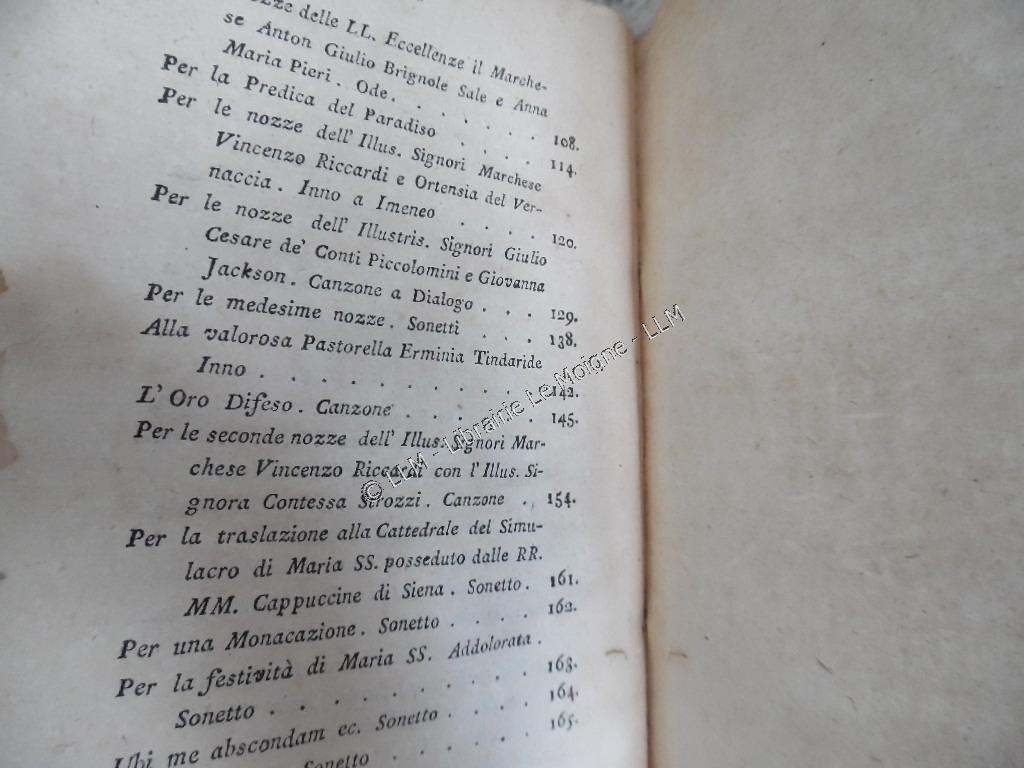 delle LL. Eccellenze il Marche-
se Anton Giulio Brignole Sale e Anna
Maria Pieri. Ode. . . . . . . 108.
Per la Predica del Paradiso . . . . 114.
Per le nozze dell' Illus. Signori Marchese
Vincenzo Riccardi e Ortensia del Ver-
naccia. Inno a Imeneo . . . . . 120.
Per le nozze dell' Illustris. Signori Giulio
Cesare de' Conti Piccolomini e Giovanna
Jackson. Canzone a Dialogo . . . 129.
Per le medesime nozze. Sonetti . . . 138.
Alla valorosa Pastorella Erminia Tindaride
Inno . . . . . . . . . . . 142.
L' Oro Difeso. Canzone . . . . . . 145.
Per le seconde nozze dell' Illus. Signori Mar-
chese Vincenzo Riccardi con l' Illus. Si-
gnora Contessa Strozzi. Canzone . 154.
Per la traslazione alla Cattedrale del Simu-
lacro di Maria SS. posseduto dalle RR.
MM. Cappuccine di Siena. Sonetto. 161.
Per una Monacazione. Sonetto . . . . 162.
Per la festività di Maria SS. Addolorata.
Sonetto . . . . . . . . . . 163.
Ubi me abscondam ec. Sonetto . . . . 164.
Sonetto . . . . . . 165.
© LLM - Librairie Le Moigne - LLM